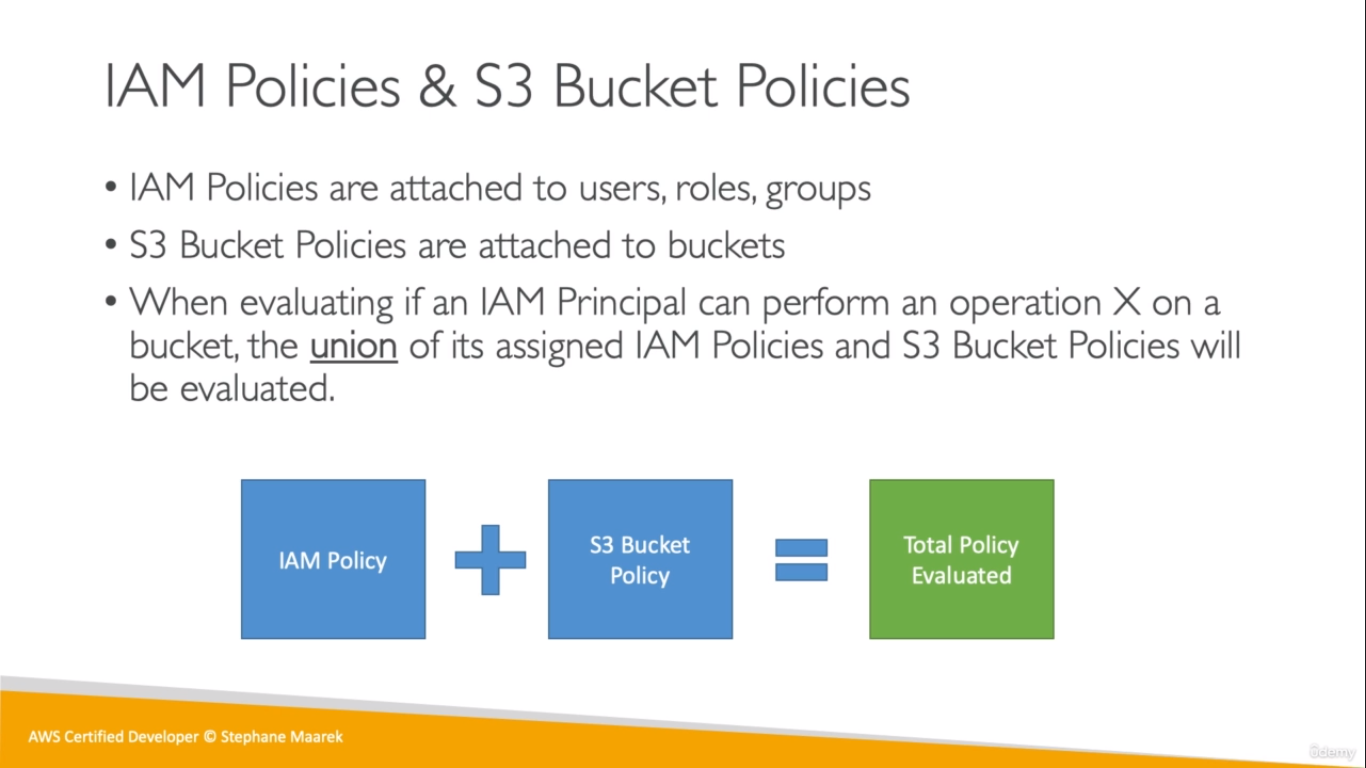 IAM Policies & S3 Bucket Policies
• IAM Policies are attached to users, roles, groups
• S3 Bucket Policies are attached to buckets
• When evaluating if an IAM Principal can perform an operation X on a
bucket, the union of its assigned IAM Policies and S3 Bucket Policies will
be evaluated.
IAM Policy
S3 Bucket
Policy
Total Policy
Evaluated
AWS Certified Developer © Stephane Maarek
ûdemy